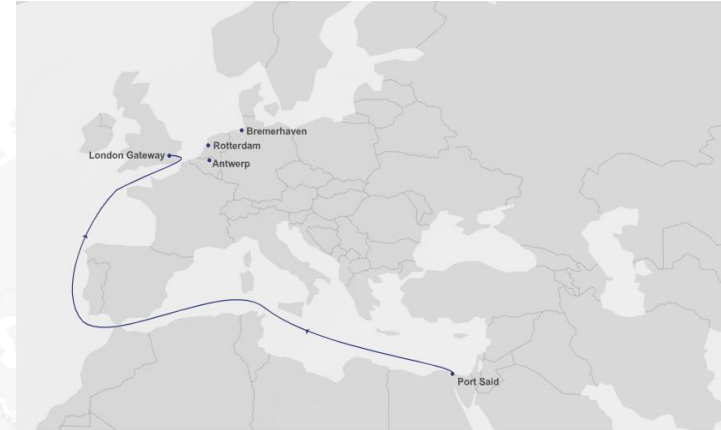 Bremerhaven
Rotterdam
London Gateway
Antwerp
Port Said